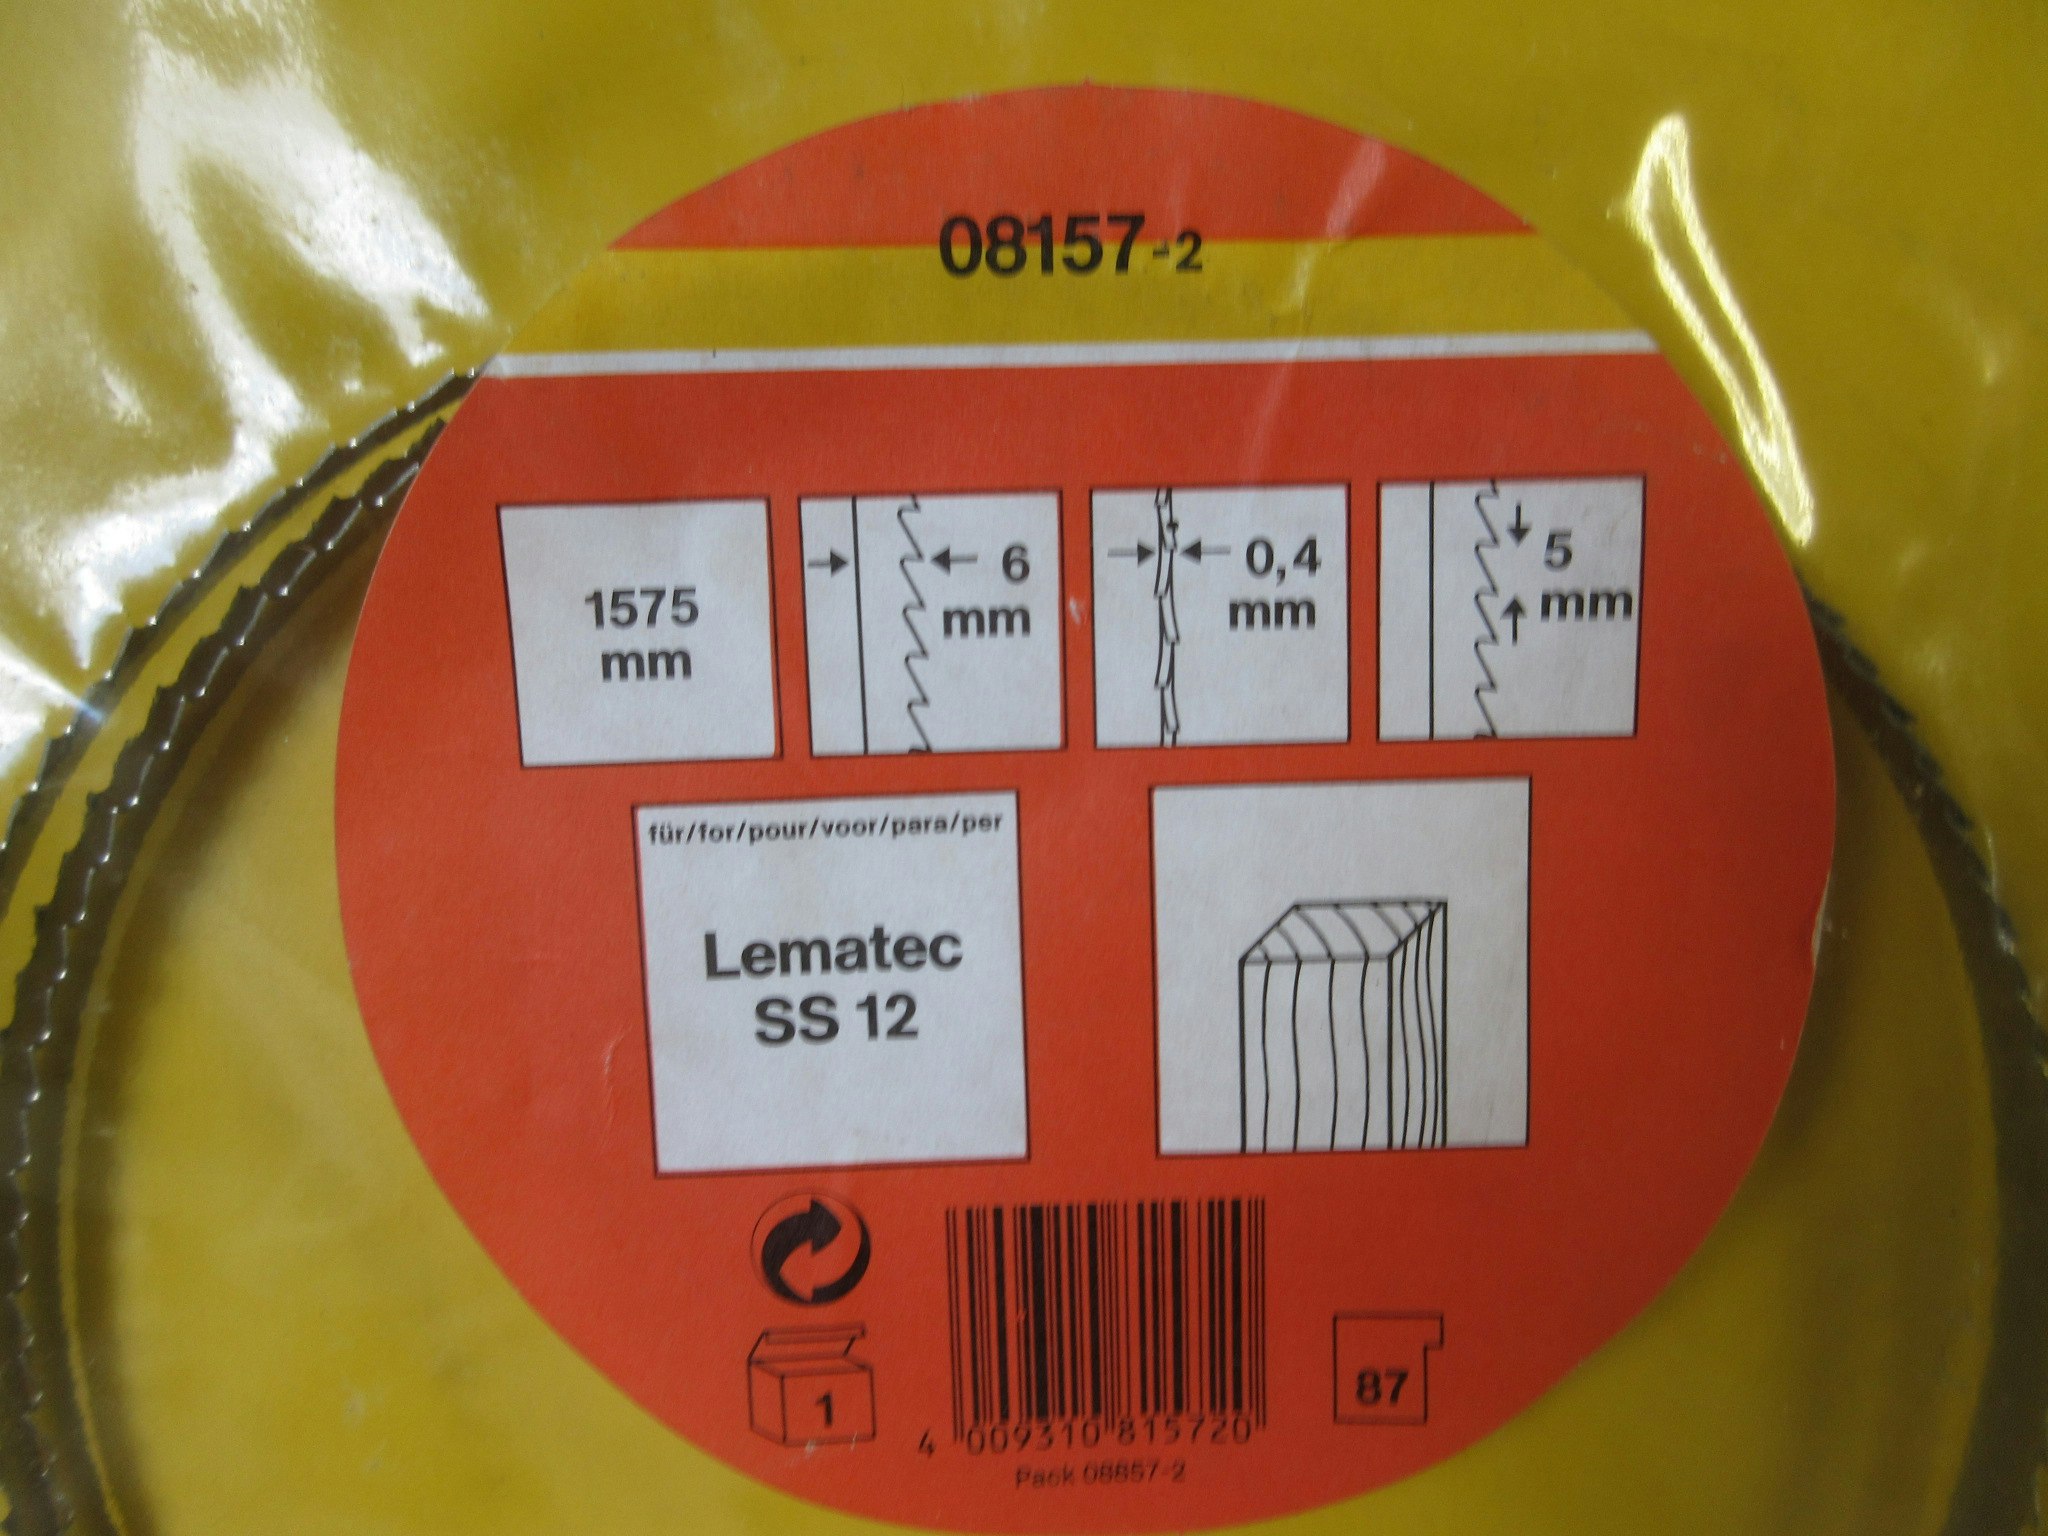 08157-2
1575
mm
6
mm
0,4
mm
5
mm
für/for/pour/voor/para/per
Lematec
SS 12
1
87
4 009310 815720
Pack 08857-2